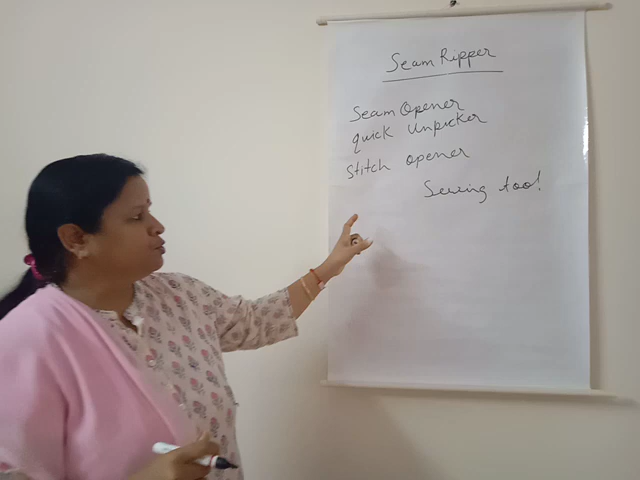 Seam Ripper
Seam Opener
quick Unpicker
Stitch opener
Sewing tool